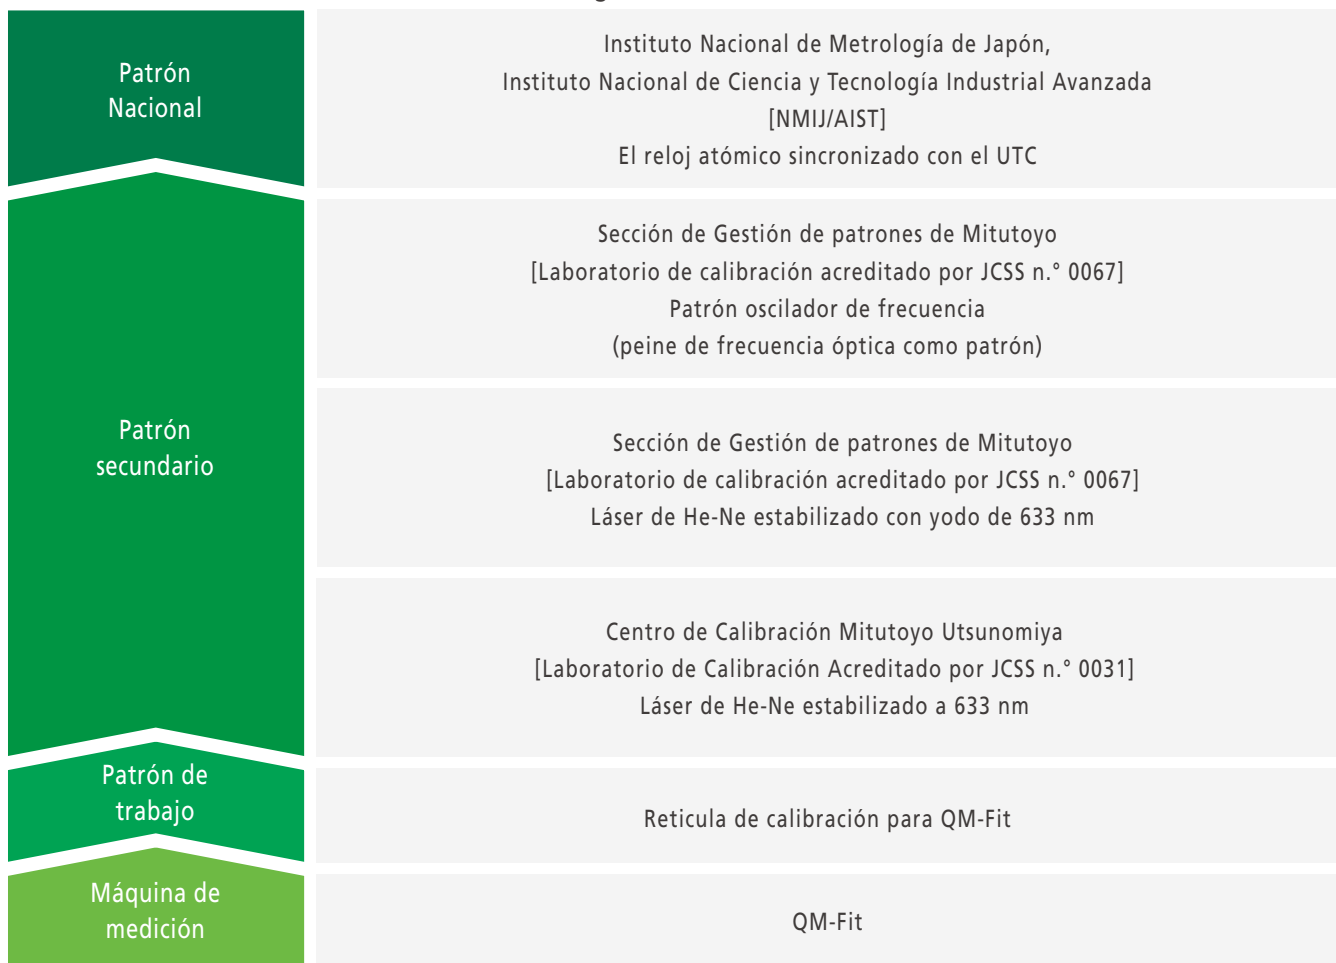 Patrón
Nacional
Instituto Nacional de Metrología de Japón,
Instituto Nacional de Ciencia y Tecnología Industrial Avanzada
[NMIJ/AIST]
El reloj atómico sincronizado con el UTC
Patrón
secundario
Sección de Gestión de patrones de Mitutoyo
[Laboratorio de calibración acreditado por JCSS n.° 0067]
Patrón oscilador de frecuencia
(peine de frecuencia óptica como patrón)
Sección de Gestión de patrones de Mitutoyo
[Laboratorio de calibración acreditado por JCSS n.° 0067]
Láser de He-Ne estabilizado con yodo de 633 nm
Centro de Calibración Mitutoyo Utsunomiya
[Laboratorio de Calibración Acreditado por JCSS n.° 0031]
Láser de He-Ne estabilizado a 633 nm
Patrón de
trabajo
Reticula de calibración para QM-Fit
Máquina de
medición
QM-Fit